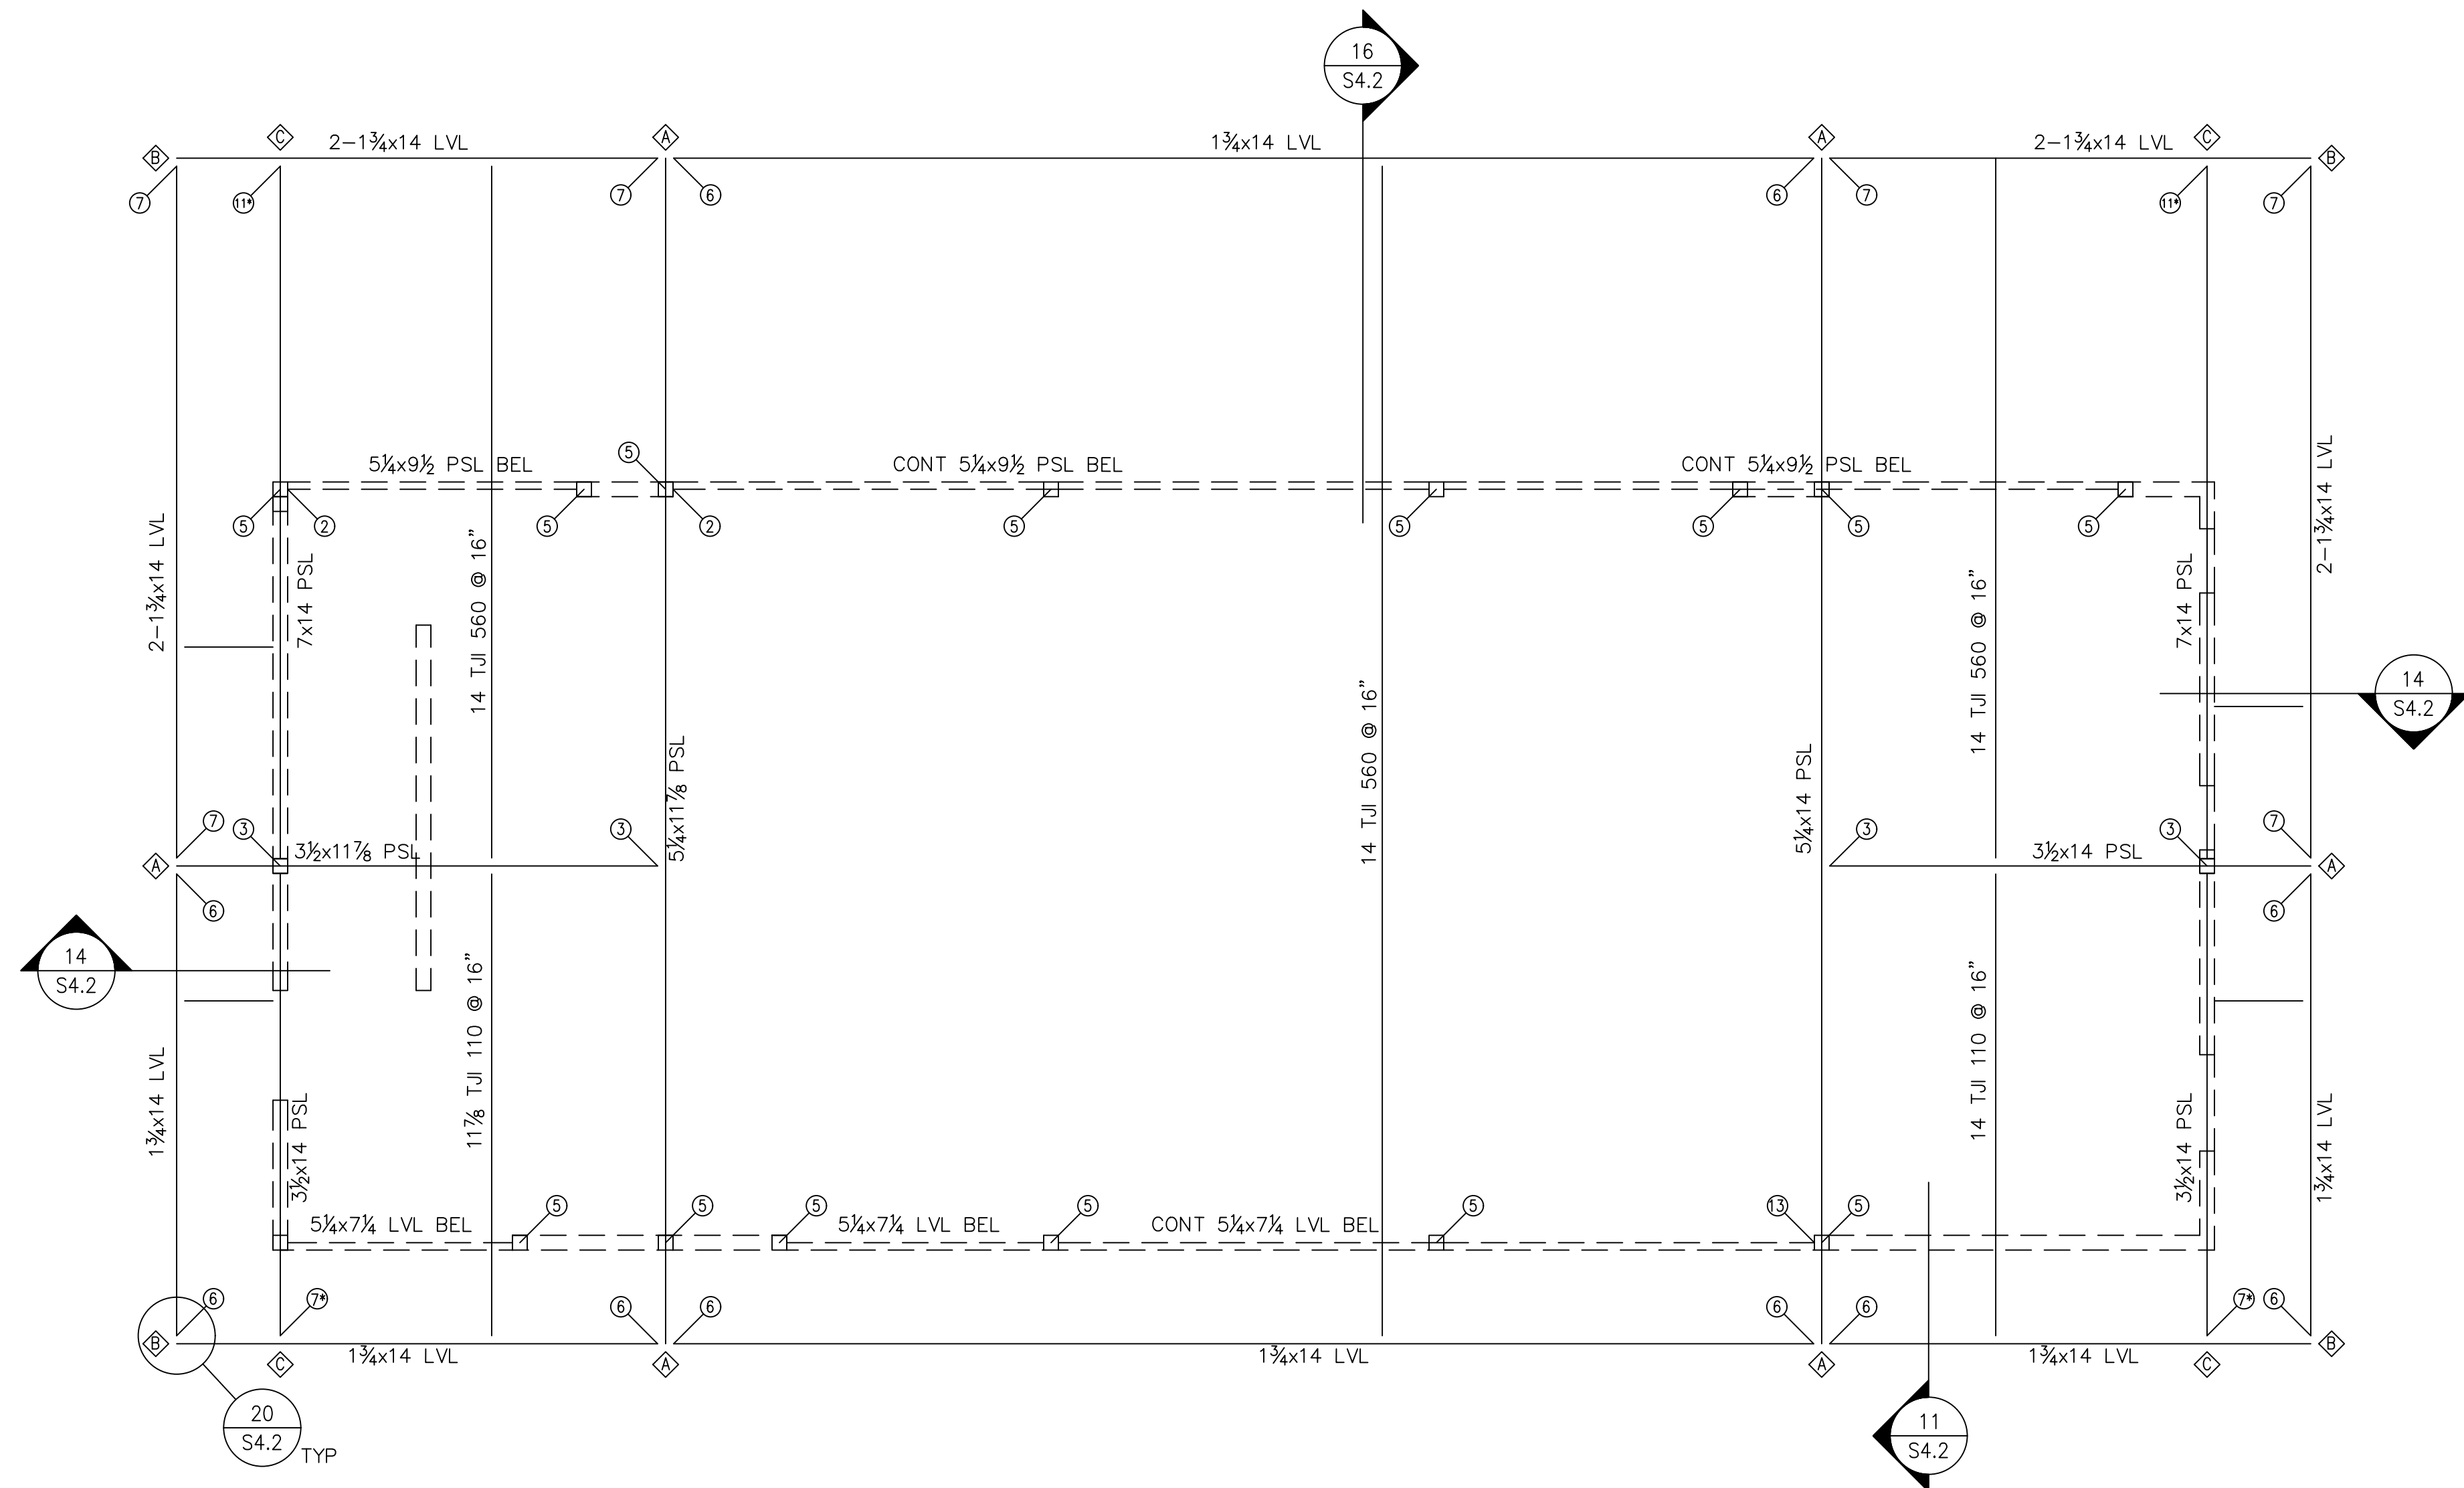 16
S4.2
C
2-1¾x14 LVL
A
1¾x14 LVL
A
2-1¾x14 LVL
C
B
B
7
11*
7
6
6
7
11*
7
5
5¼x9½ PSL BEL
CONT 5¼x9½ PSL BEL
CONT 5¼x9½ PSL BEL
5
2
5
2
5
5
5
5
5
2-1¾x14 LVL
7x14 PSL
14 TJI 560 @ 16"
5¼x11⅞ PSL
14 TJI 560 @ 16"
5¼x14 PSL
14 TJI 560 @ 16"
7x14 PSL
2-1¾x14 LVL
14
S4.2
7
3
3
3
3
7
3½x11⅞ PSL
3½x14 PSL
A
A
6
6
14
S4.2
1¾x14 LVL
3½x14 PSL
11⅞ TJI 110 @ 16"
14 TJI 110 @ 16"
3½x14 PSL
1¾x14 LVL
5
5
5
5
5
13
5
5¼x7¼ LVL BEL
5¼x7¼ LVL BEL
CONT 5¼x7¼ LVL BEL
6
7*
6
6
6
6
7*
6
B
B
C
1¾x14 LVL
A
1¾x14 LVL
A
1¾x14 LVL
C
20
S4.2
TYP
11
S4.2